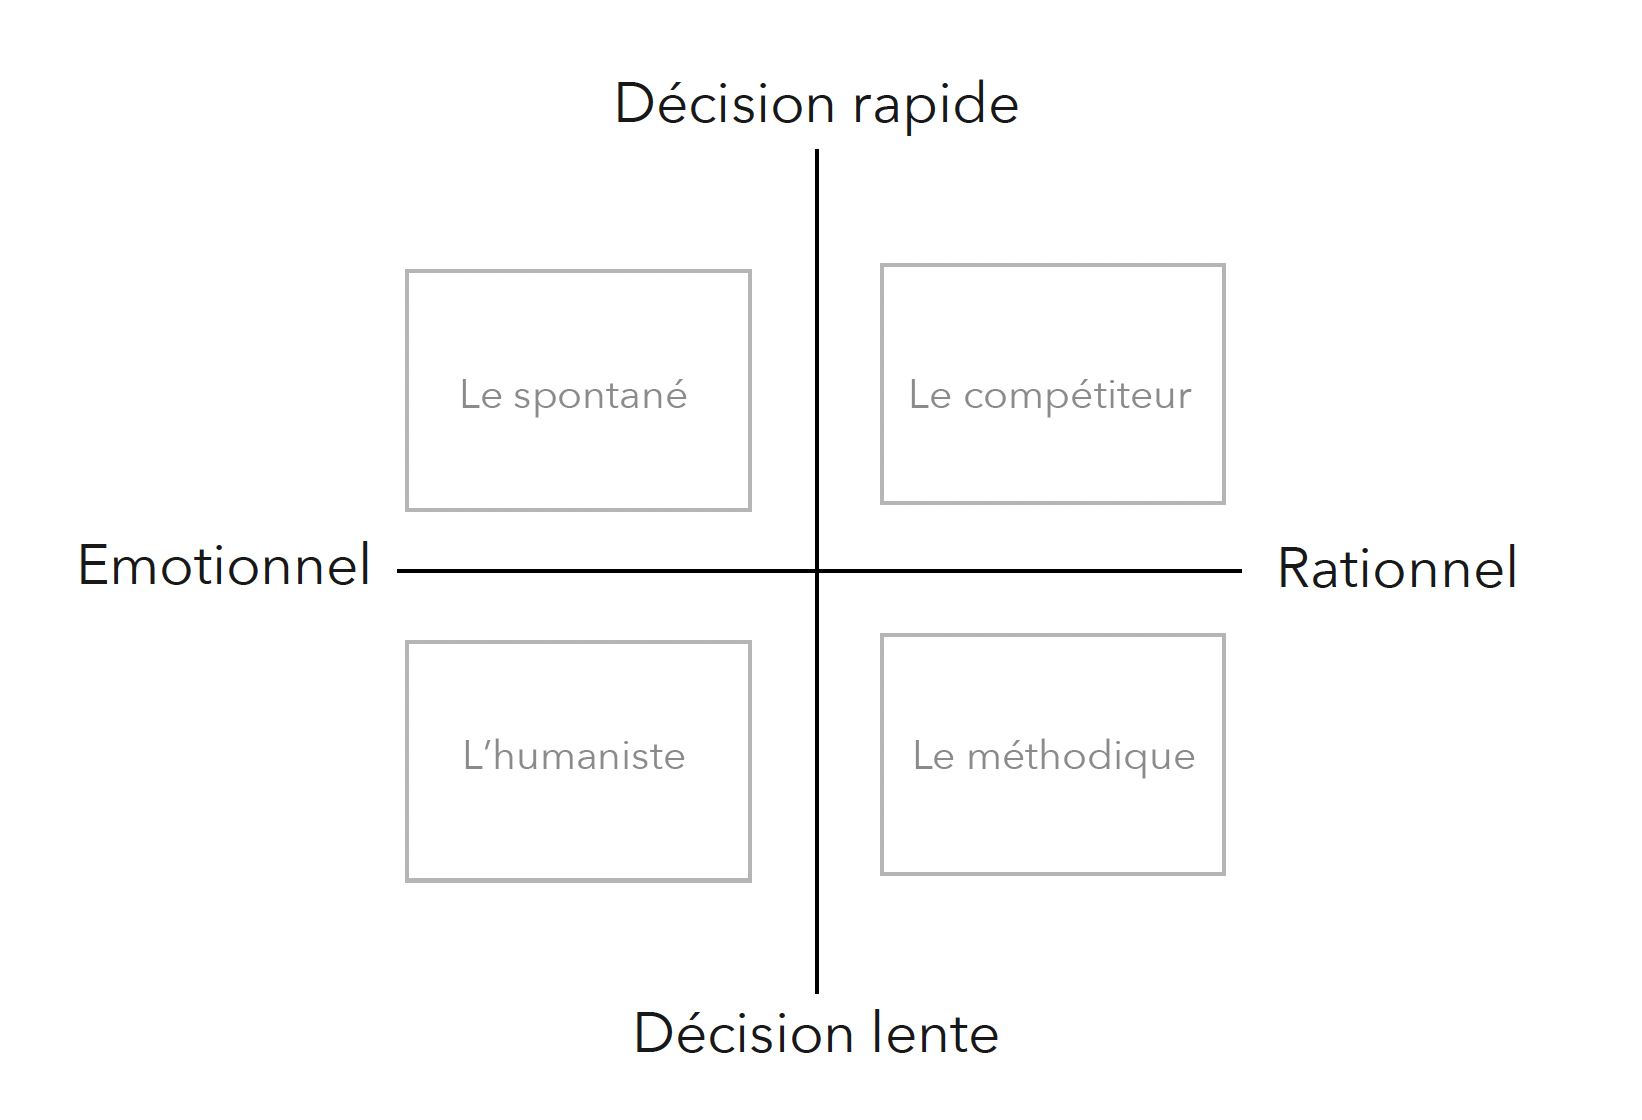 Décision rapide
Le spontané
Le compétiteur
Emotionnel
Rationnel
L’humaniste
Le méthodique
Décision lente